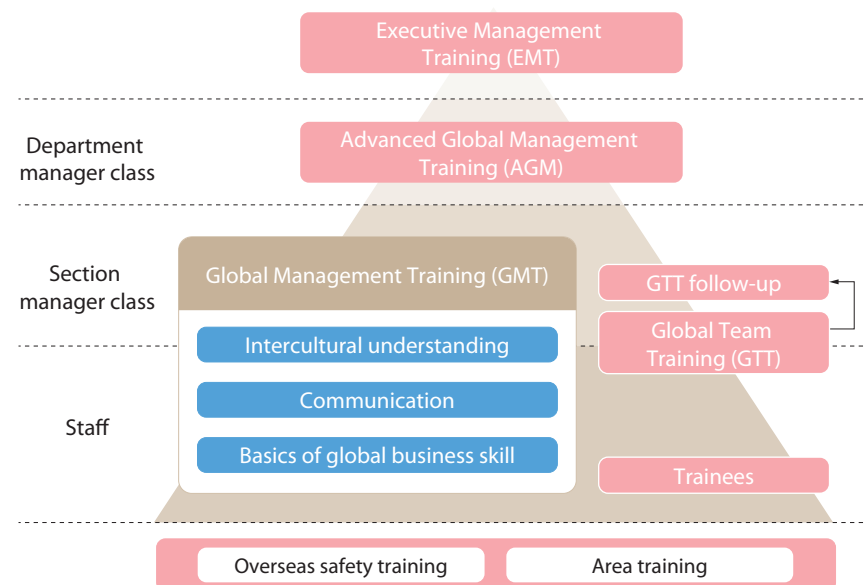 Executive Management
Training (EMT)
Department
manager class
Advanced Global Management
Training (AGM)
Section
manager class
Global Management Training (GMT)
GTT follow-up
Global Team
Training (GTT)
Intercultural understanding
Communication
Basics of global business skill
Staff
Trainees
Overseas safety training
Area training